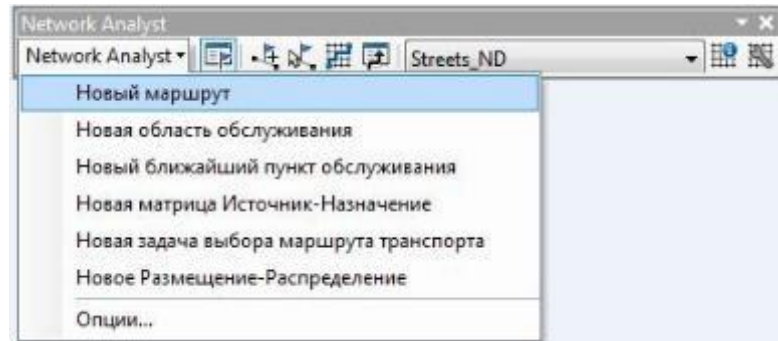 Network Analyst
Network Analyst Streets_ND
Новый маршрут
Новая область обслуживания
Новый ближайший пункт обслуживания
Новая матрица Источник-Назначение
Новая задача выбора маршрута транспорта
Новое Размещение-Распределение
Опции...